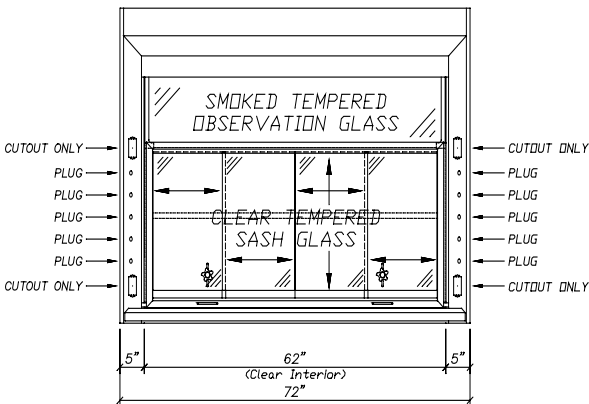 SMOKED TEMPERED
OBSERVATION GLASS
CUTOUT ONLY
CUTOUT ONLY
PLUG
PLUG
PLUG
PLUG
PLUG
PLUG
CLEAR TEMPERED
SASH GLASS
PLUG
PLUG
PLUG
PLUG
CUTOUT ONLY
CUTOUT ONLY
5" 62" 5"
(Clear Interior)
72"